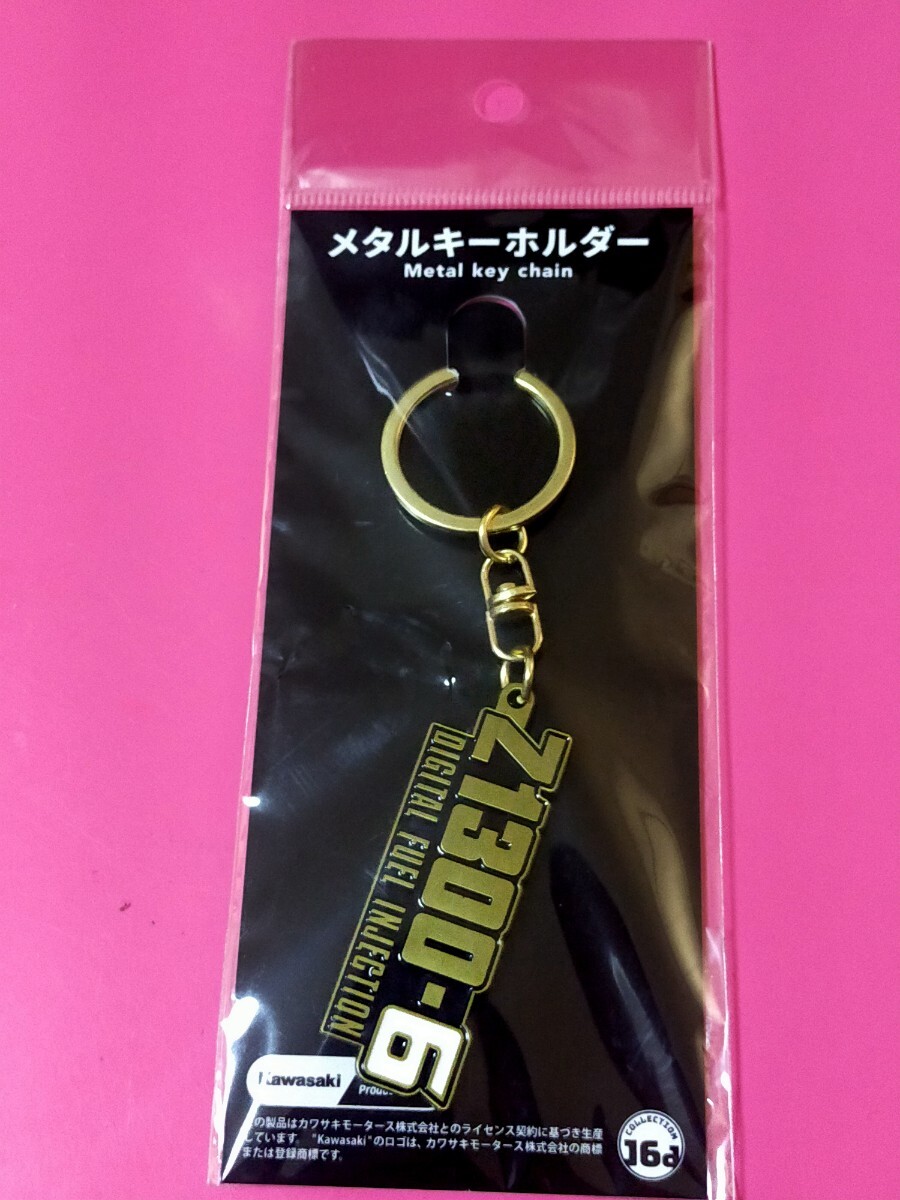 メタルキーホルダー
Metal key chain
Z1300-6
DIGITAL FUEL INJECTION
Kawasaki
の製品はカワサキモータース株式会社とのライセンス契約に基づき生産
しています。"Kawasaki"のロゴは、カワサキモータース株式会社の商標
または登録商標です。
COLLECTION